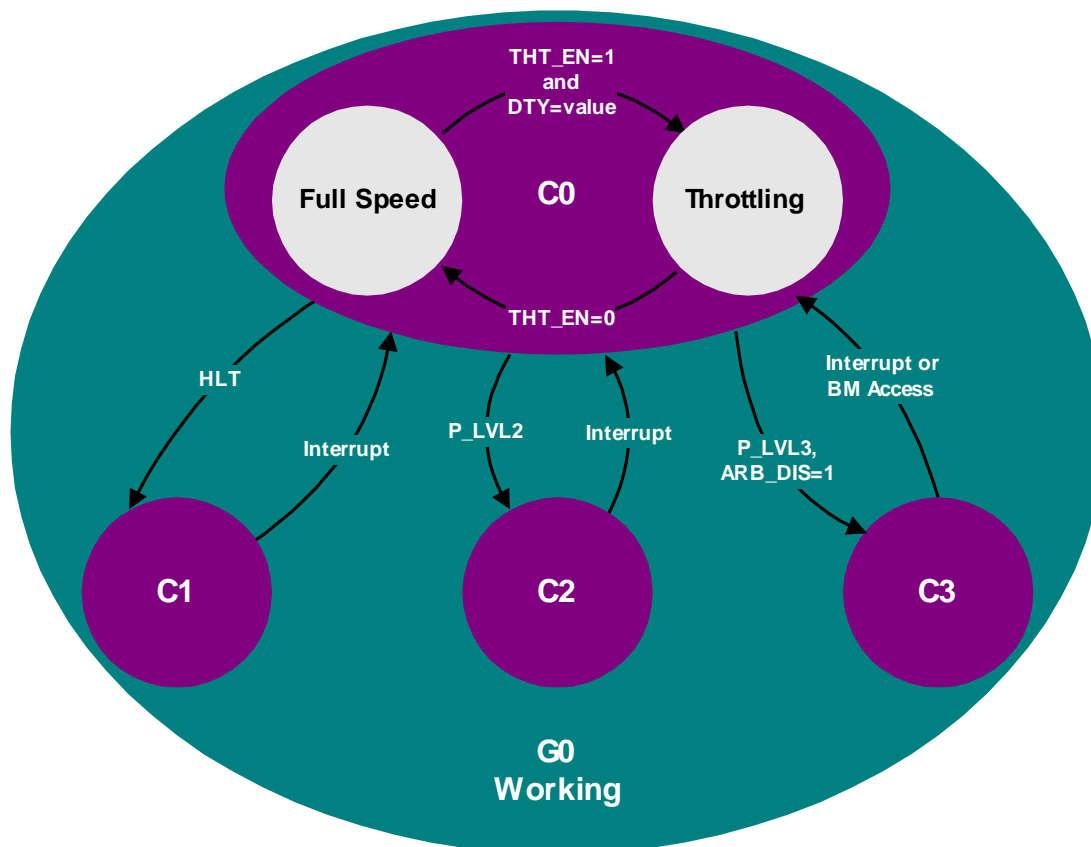 THT_EN=1
and
DTY=value
Full Speed
C0
Throttling
THT_EN=0
HLT
Interrupt
P_LVL2
Interrupt
P_LVL3,
ARB_DIS=1
Interrupt or
BM Access
C1
C2
C3
G0
Working